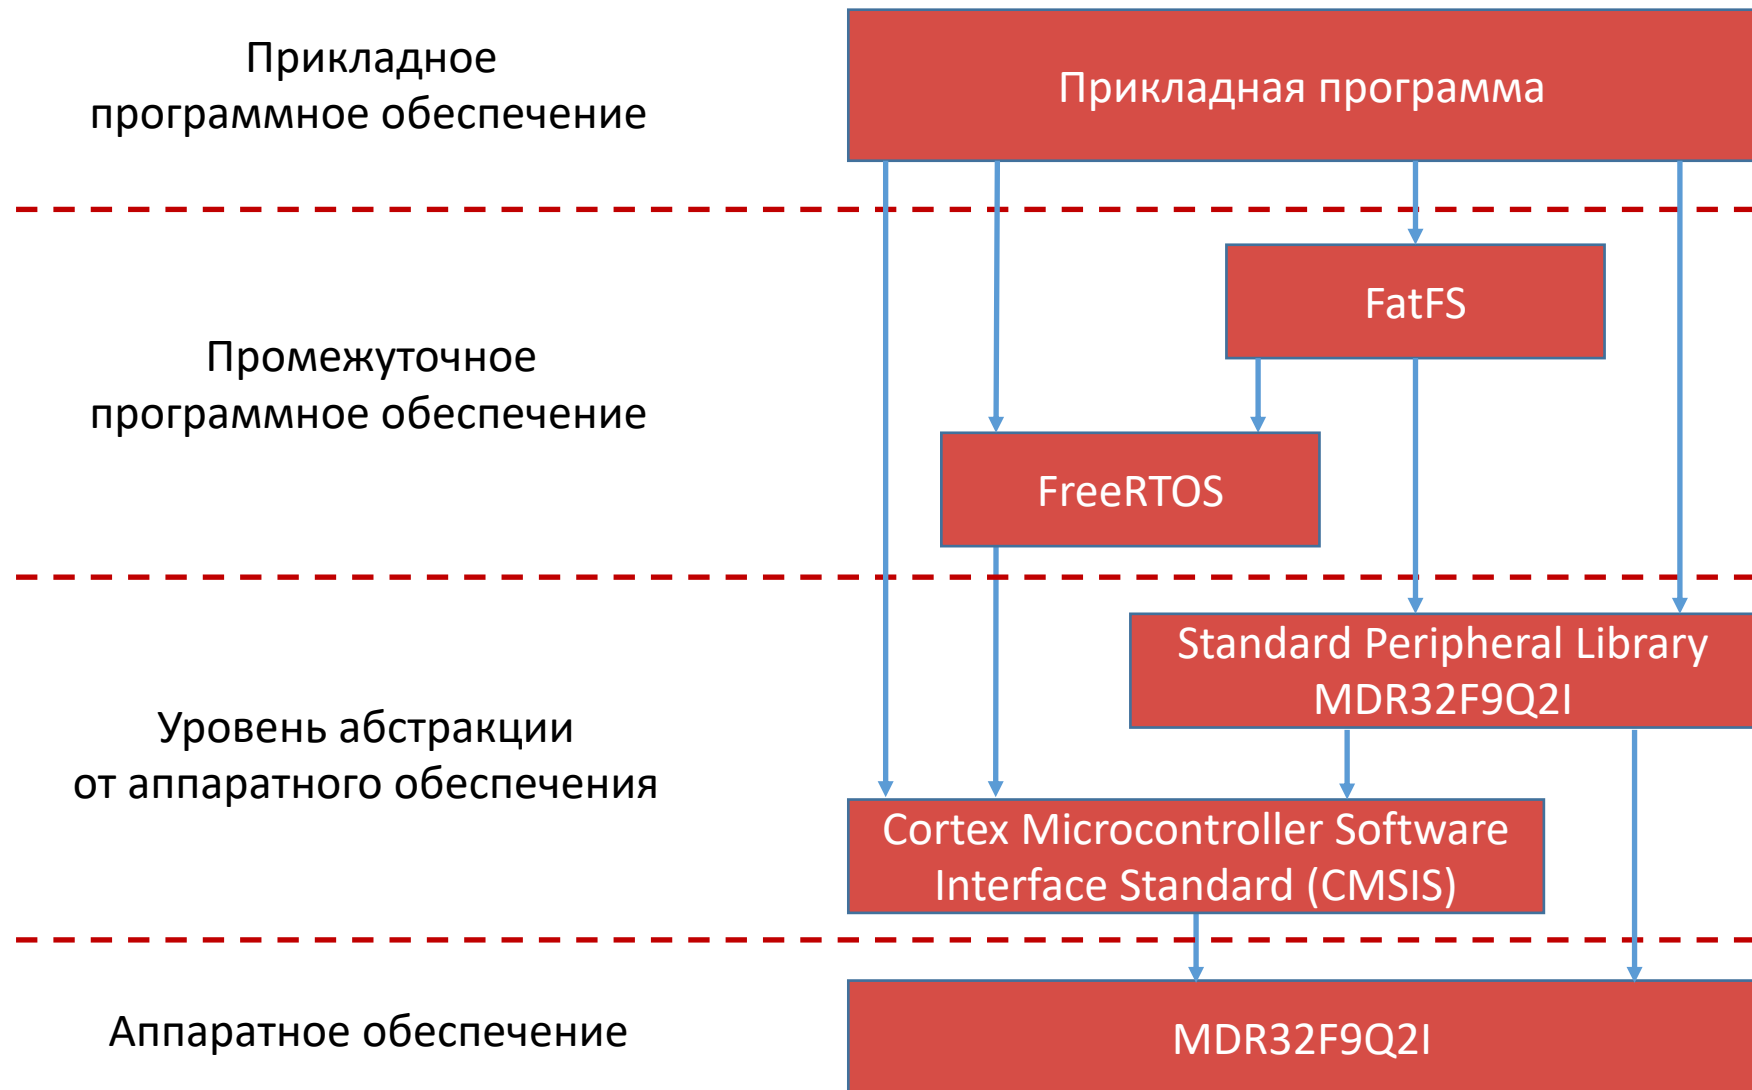 Прикладное
программное обеспечение
Прикладная программа
FatFS
Промежуточное
программное обеспечение
FreeRTOS
Standard Peripheral Library
MDR32F9Q2I
Уровень абстракции
от аппаратного обеспечения
Cortex Microcontroller Software
Interface Standard (CMSIS)
Аппаратное обеспечение
MDR32F9Q2I